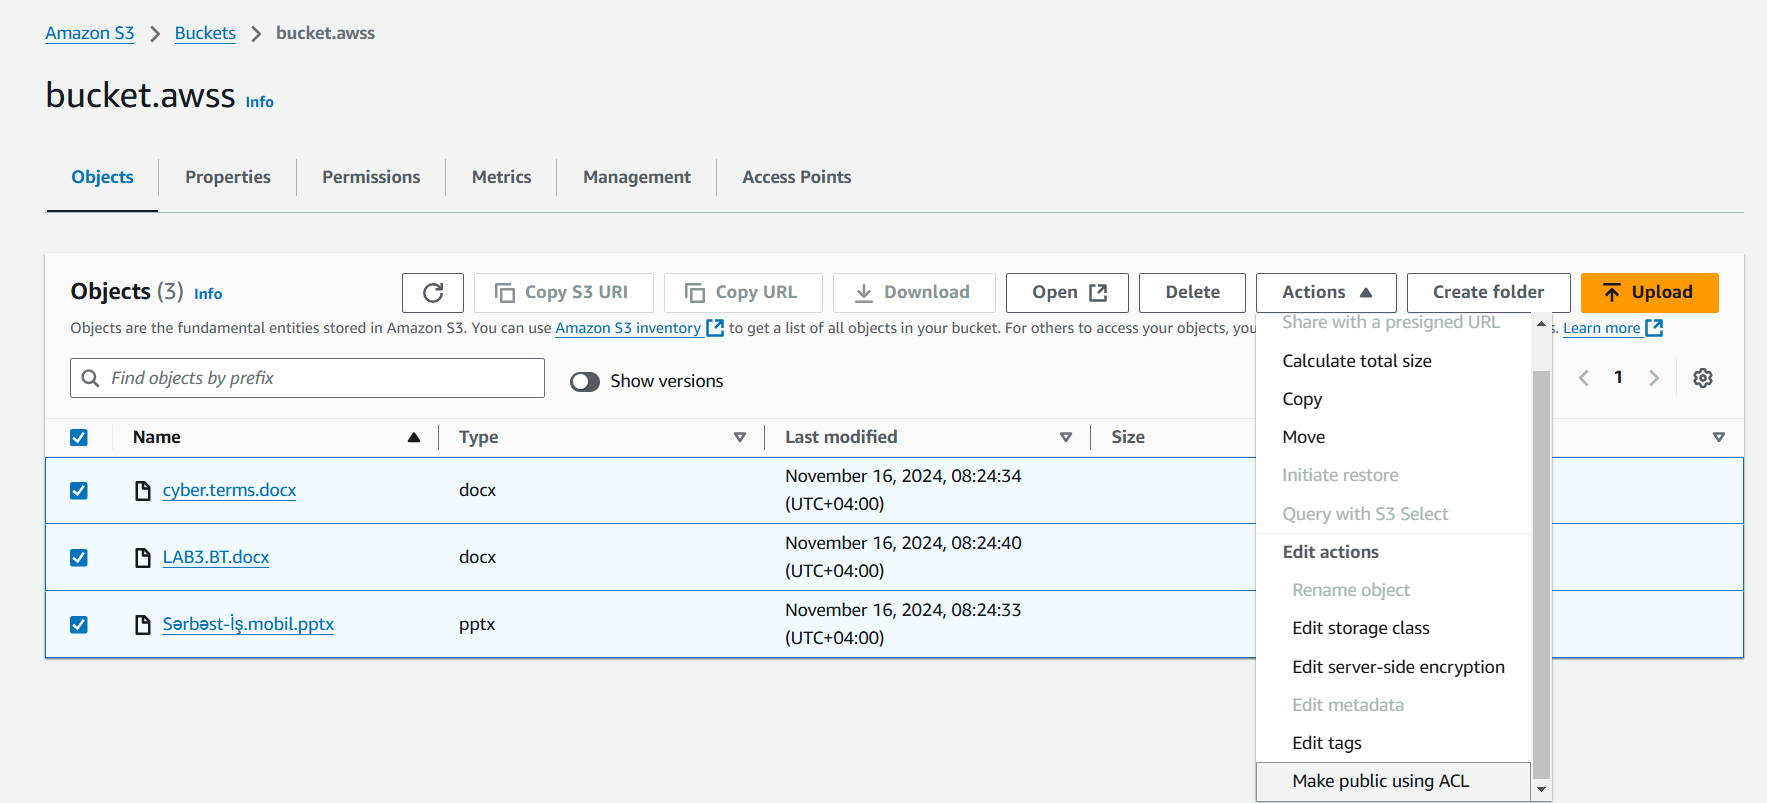 Amazon S3 > Buckets > bucket.awss
bucket.awss Info
Objects Properties Permissions Metrics Management Access Points
Objects (3) Info Copy S3 URI Copy URL Download Open Delete Actions Create folder Upload
Objects are the fundamental entities stored in Amazon S3. You can use Amazon S3 inventory to get a list of all objects in your bucket. For others to access your objects, you s. Learn more
Find objects by prefix Show versions 1
Name Type Last modified Size
cyber.terms.docx docx November 16, 2024, 08:24:34
(UTC+04:00)
LAB3.BT.docx docx November 16, 2024, 08:24:40
(UTC+04:00)
Sərbəst-İş.mobil.pptx pptx November 16, 2024, 08:24:33
(UTC+04:00)
Share with a presigned URL
Calculate total size
Copy
Move
Initiate restore
Query with S3 Select
Edit actions
Rename object
Edit storage class
Edit server-side encryption
Edit metadata
Edit tags
Make public using ACL